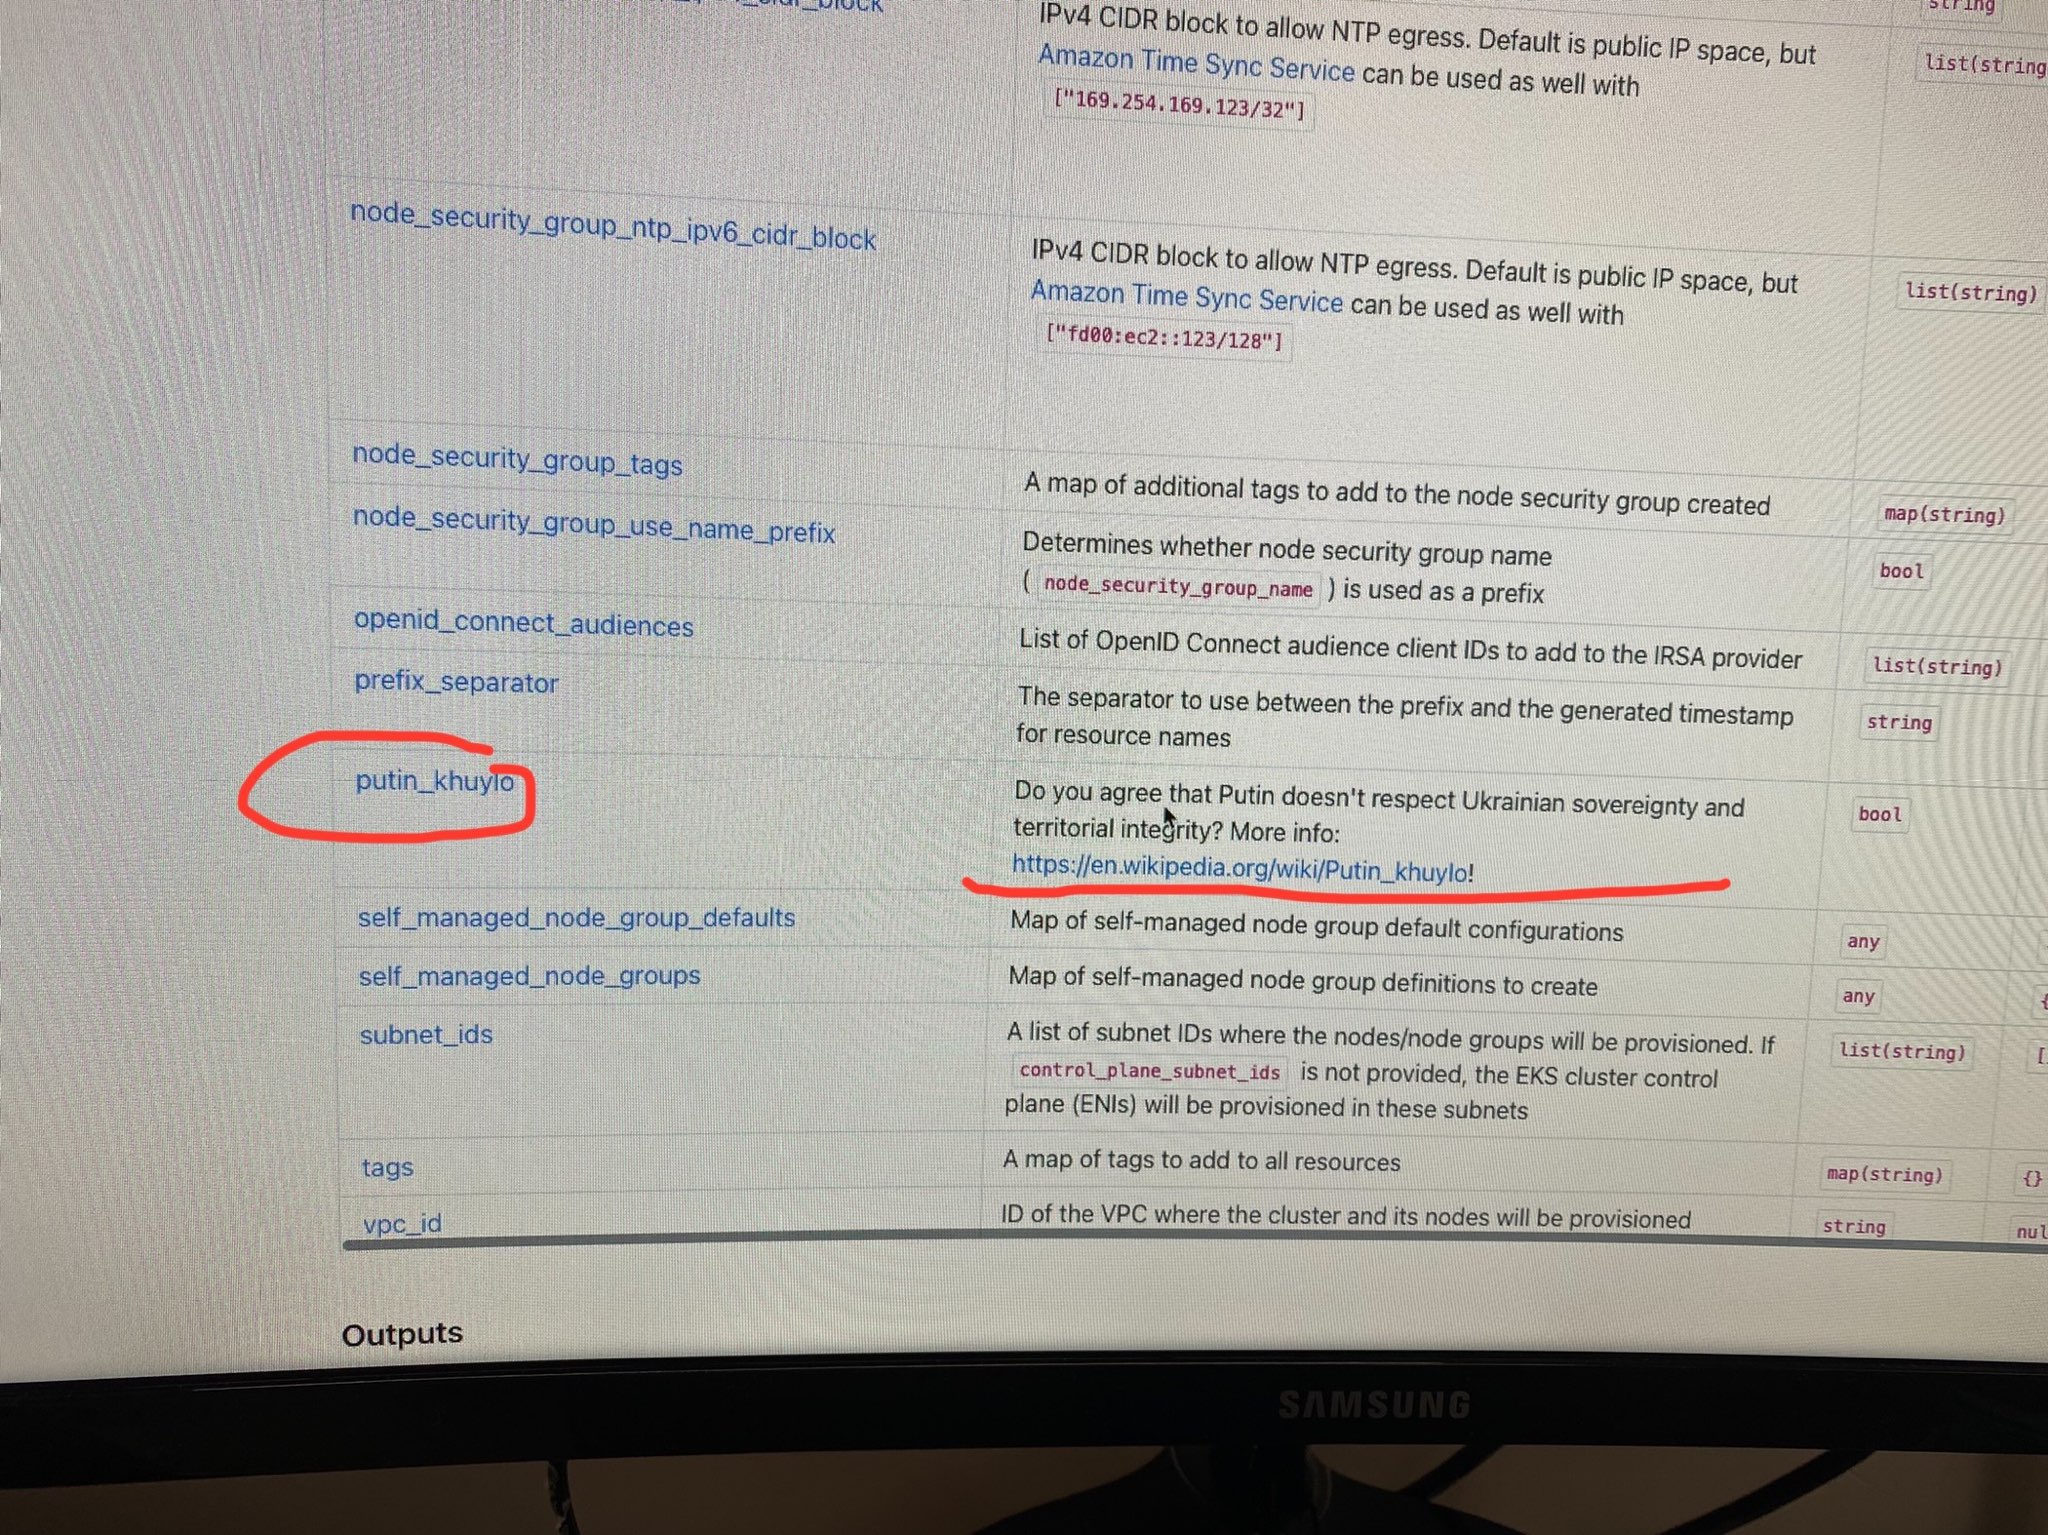 string
IPv4 CIDR block to allow NTP egress. Default is public IP space, but
list(string
Amazon Time Sync Service can be used as well with
["169.254.169.123/32"]
node_security_group_ntp_ipv6_cidr_block
IPv4 CIDR block to allow NTP egress. Default is public IP space, but
list(string)
Amazon Time Sync Service can be used as well with
["fd00:ec2::123/128"]
node_security_group_tags
A map of additional tags to add to the node security group created
map(string)
node_security_group_use_name_prefix
Determines whether node security group name
bool
( node_security_group_name ) is used as a prefix
openid_connect_audiences
List of OpenID Connect audience client IDs to add to the IRSA provider
list(string)
prefix_separator
The separator to use between the prefix and the generated timestamp
string
for resource names
putin_khuylo
Do you agree that Putin doesn't respect Ukrainian sovereignty and
bool
territorial integrity? More info:
https://en.wikipedia.org/wiki/Putin_khuylo!
self_managed_node_group_defaults
Map of self-managed node group default configurations
any
self_managed_node_groups
Map of self-managed node group definitions to create
any
{
subnet_ids
A list of subnet IDs where the nodes/node groups will be provisioned. If
list(string)
[
control_plane_subnet_ids is not provided, the EKS cluster control
plane (ENIs) will be provisioned in these subnets
tags
A map of tags to add to all resources
map(string)
{}
vpc_id
ID of the VPC where the cluster and its nodes will be provisioned
string
nul
Outputs
SAMSUNG